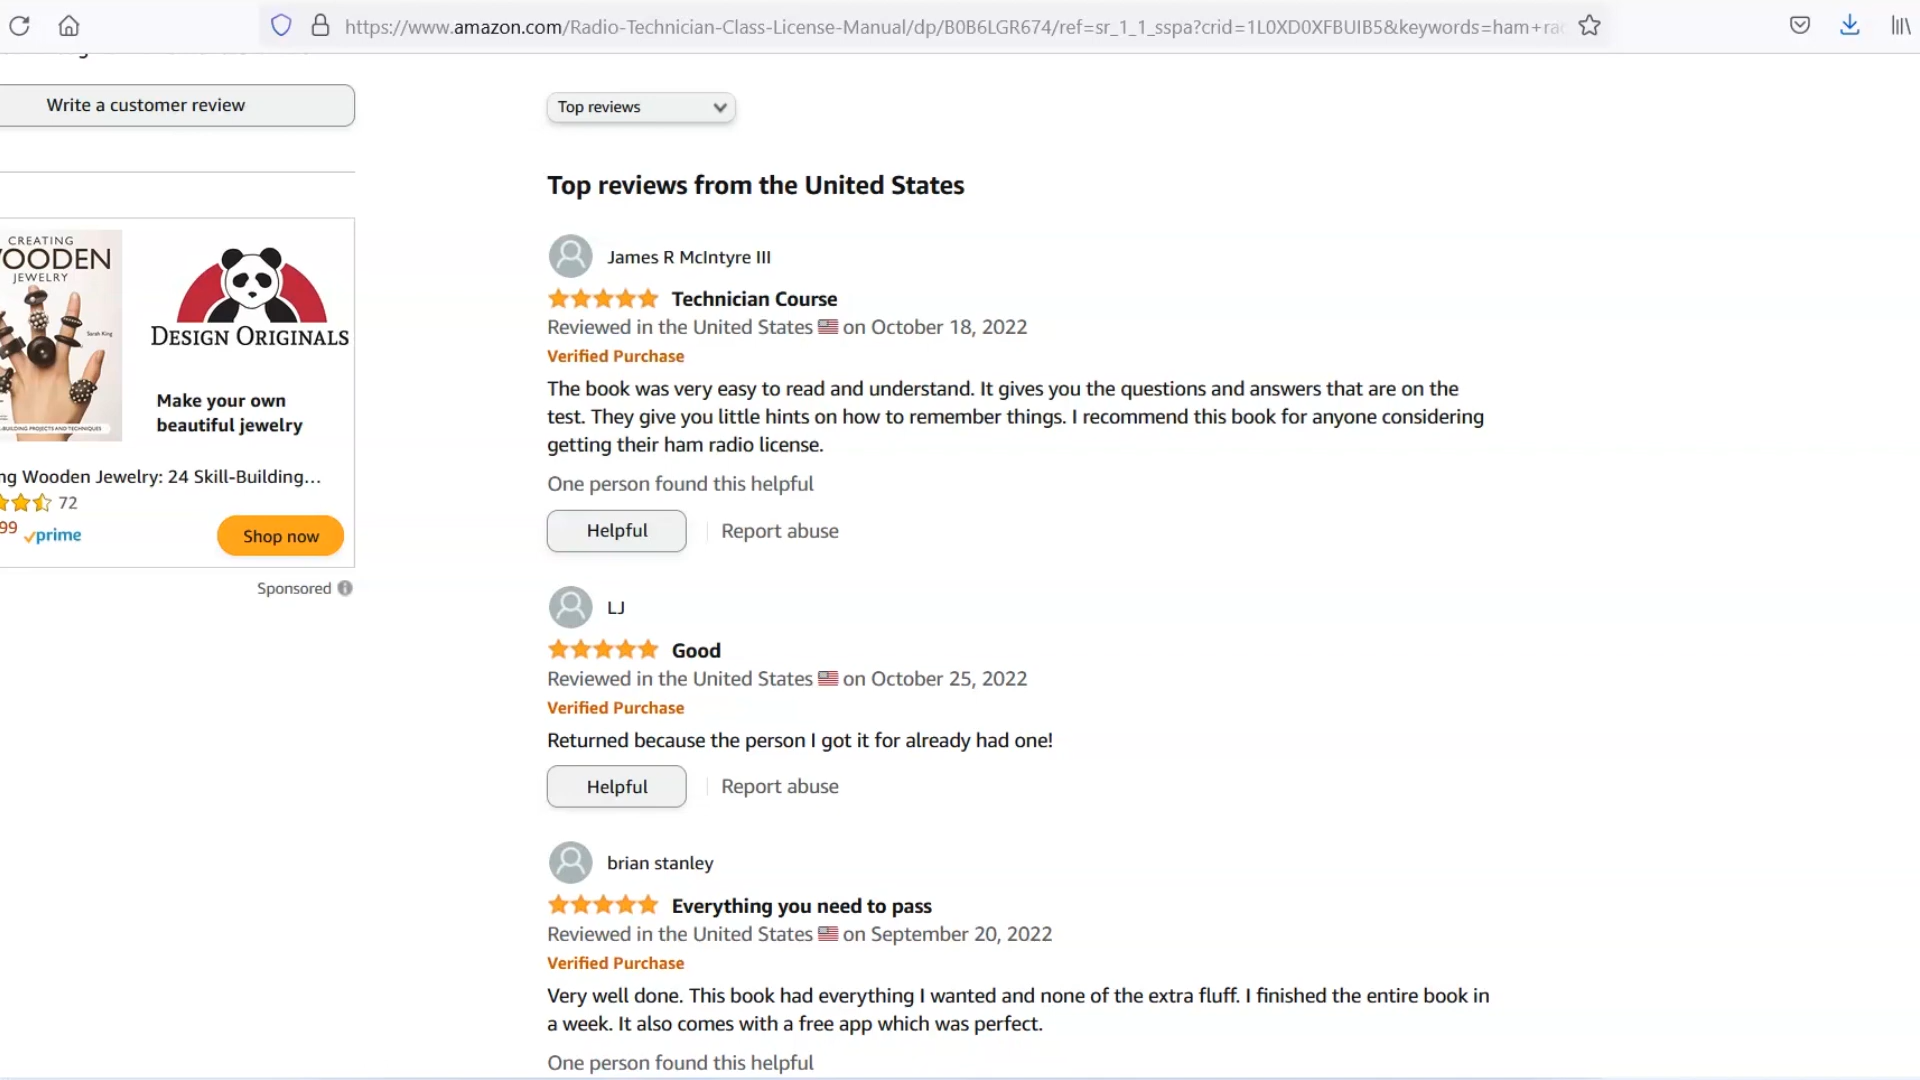 https://www.amazon.com/Radio-Technician-Class-License-Manual/dp/B0B6LGR674/ref=sr_1_1_sspa?crid=1L0XD0XFBUIB5&keywords=ham+ra
Write a customer review
CREATING
OODEN
JEWELRY
Sarah King
-BUILDING PROJECTS AND TECHNIQUES
DESIGN ORIGINALS
Make your own
beautiful jewelry
ng Wooden Jewelry: 24 Skill-Building...
72
99 prime
Shop now
Sponsored
Top reviews
Top reviews from the United States
James R McIntyre III
Technician Course
Reviewed in the United States on October 18, 2022
Verified Purchase
The book was very easy to read and understand. It gives you the questions and answers that are on the
test. They give you little hints on how to remember things. I recommend this book for anyone considering
getting their ham radio license.
One person found this helpful
Helpful
Report abuse
LJ
Good
Reviewed in the United States on October 25, 2022
Verified Purchase
Returned because the person I got it for already had one!
Helpful
Report abuse
brian stanley
Everything you need to pass
Reviewed in the United States on September 20, 2022
Verified Purchase
Very well done. This book had everything I wanted and none of the extra fluff. I finished the entire book in
a week. It also comes with a free app which was perfect.
One person found this helpful